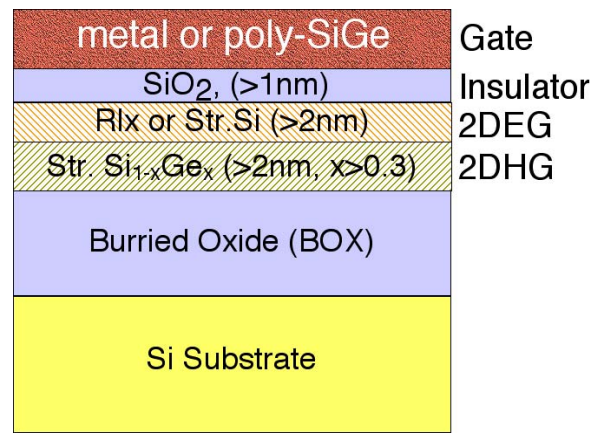 metal or poly-SiGe Gate
SiO₂, (>1nm) Insulator
Rlx or Str.Si (>2nm) 2DEG
Str. Si₁₋ₓGeₓ (>2nm, x>0.3) 2DHG
Burried Oxide (BOX)
Si Substrate